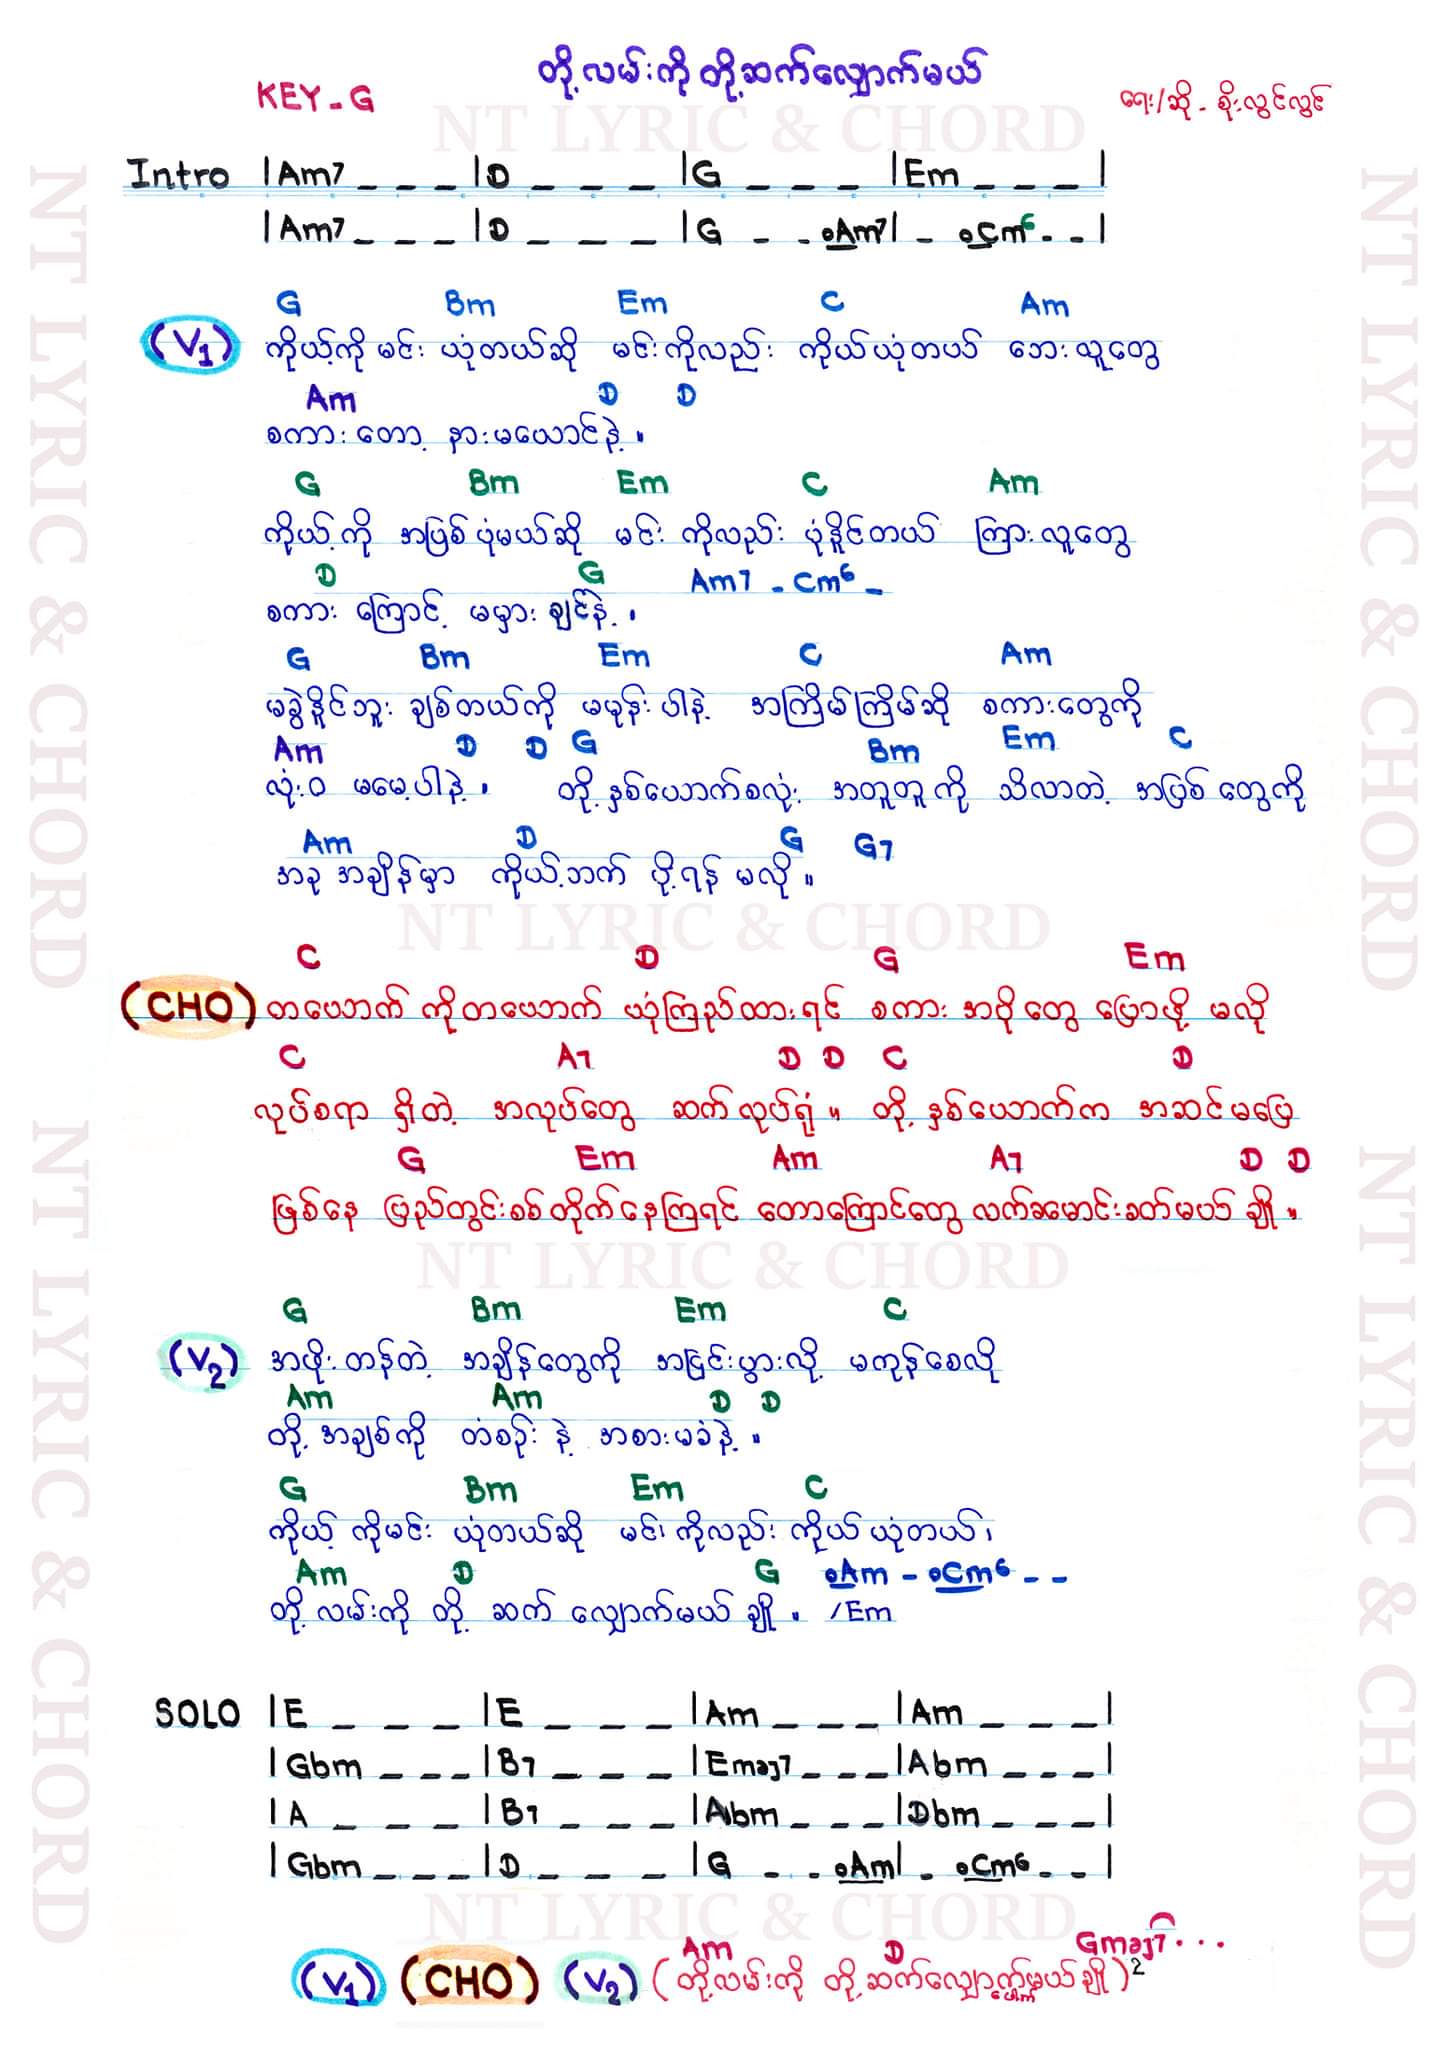 တို့လမ်းကို တို့ဆက်လျှောက်မယ်
KEY - G
ရေး/ဆို - စိုးလွင်လွင်
NT LYRIC & CHORD
Intro |Am7 _ _ _ |D _ _ _ |G _ _ _ |Em _ _ _ |
|Am7 _ _ _ |D _ _ _ |G _ _ oAm7| _ oCm6 _ _ |
G Bm Em C Am
(V1) ကိုယ့်ကို မင်း ယုံတယ်ဆို မင်းကိုလည်း ကိုယ်ယုံတယ် ဘေးလူတွေ
Am D D
စကားတော့ နားမယောင်နဲ့။
G Bm Em C Am
ကိုယ့်ကို အပြစ်ပုံမယ်ဆို မင်းကိုလည်း ပုံနိုင်တယ် ကြားလူတွေ
D G Am7 - Cm6 -
စကားကြောင့် မမှားချင်နဲ့။
G Bm Em C Am
မခွဲနိုင်ဘူး ချစ်တယ်ကို မမုန်းပါနဲ့ အကြိမ်ကြိမ်ဆို စကားတွေကို
Am D D G Bm Em C
လုံးဝ မမေ့ပါနဲ့။ တို့နှစ်ယောက်စလုံး အတူတူကို သိလာတဲ့ အပြစ်တွေကို
Am D G G7
အခု အချိန်မှာ ကိုယ့်ဘက် ပို့ရန် မလို။
NT LYRIC & CHORD
C D G Em
(CHO) တယောက်ကိုတယောက် ယုံကြည်ထားရင် စကား အပိုတွေ ပြောဖို့ မလို
C A7 D D C D
လုပ်စရာ ရှိတဲ့ အလုပ်တွေ ဆက်လုပ်ရုံ။ တို့နှစ်ယောက်က အဆင်မပြေ
G Em Am A7 D D
ဖြစ်နေ ပြည်တွင်းစစ်တိုက်နေကြရင် တောကြောင်တွေ လက်ခမောင်းခတ်မယ် ချို။
NT LYRIC & CHORD
G Bm Em C
(V2) အဖိုးတန်တဲ့ အချိန်တွေကို အငြင်းပွားလို့ မကုန်စေလို
Am Am D D
တို့အချစ်ကို တံစဉ်းနဲ့ အစားမခံနဲ့။
G Bm Em C
ကိုယ့်ကိုမင်း ယုံတယ်ဆို မင်းကိုလည်း ကိုယ်ယုံတယ်၊
Am D G oAm - oCm6 - -
တို့လမ်းကို တို့ ဆက်လျှောက်မယ် ချို။ /Em
SOLO |E _ _ _ |E _ _ _ |Am _ _ _ |Am _ _ _ |
|Gbm _ _ _ |B7 _ _ _ |Emaj7 _ _ _ |Abm _ _ _ |
|A _ _ _ |B7 _ _ _ |Abm _ _ _ |Dbm _ _ _ |
|Gbm _ _ _ |D _ _ _ |G _ _ oAm| _ oCm6 _ _ |
NT LYRIC & CHORD
Am D Gmaj7...
(V1) (CHO) (V2) (တို့လမ်းကို တို့ဆက်လျှောက်မယ်ချို)2
NT LYRIC & CHORD
NT LYRIC & CHORD
NT LYRIC & CHORD
NT LYRIC & CHORD